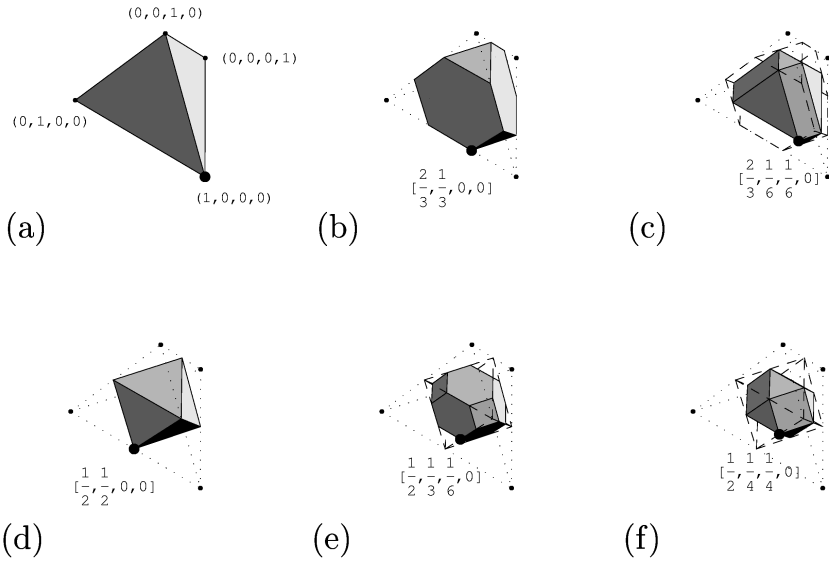 (0,0,1,0)
(0,0,0,1)
(0,1,0,0)
(1,0,0,0)
(a)
[2/3,1/3,0,0]
(b)
[2/3,1/6,1/6,0]
(c)
[1/2,1/2,0,0]
(d)
[1/2,1/3,1/6,0]
(e)
[1/2,1/4,1/4,0]
(f)